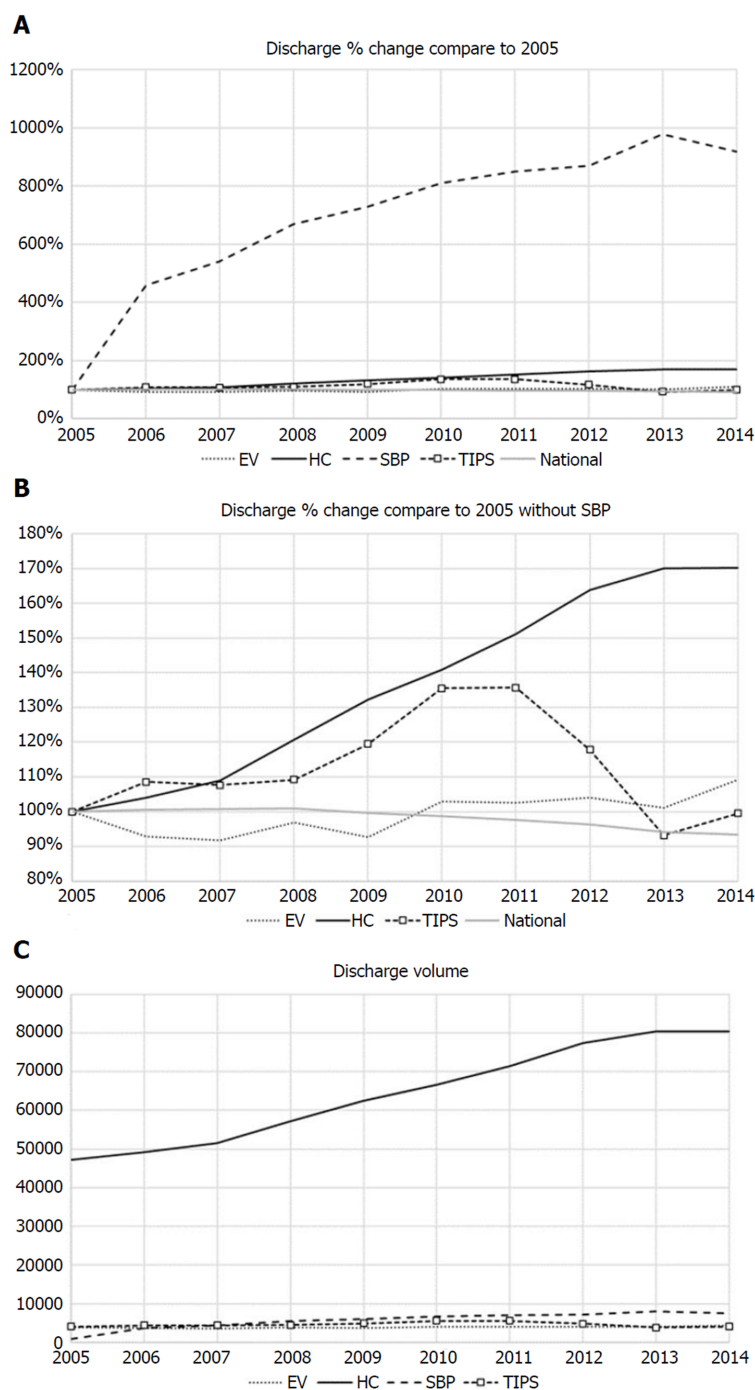 A
Discharge % change compare to 2005
1200%
1000%
800%
600%
400%
200%
0%
2005 2006 2007 2008 2009 2010 2011 2012 2013 2014
EV HC SBP TIPS National
B
Discharge % change compare to 2005 without SBP
180%
170%
160%
150%
140%
130%
120%
110%
100%
90%
80%
2005 2006 2007 2008 2009 2010 2011 2012 2013 2014
EV HC TIPS National
C
Discharge volume
90000
80000
70000
60000
50000
40000
30000
20000
10000
0
2005 2006 2007 2008 2009 2010 2011 2012 2013 2014
EV HC SBP TIPS